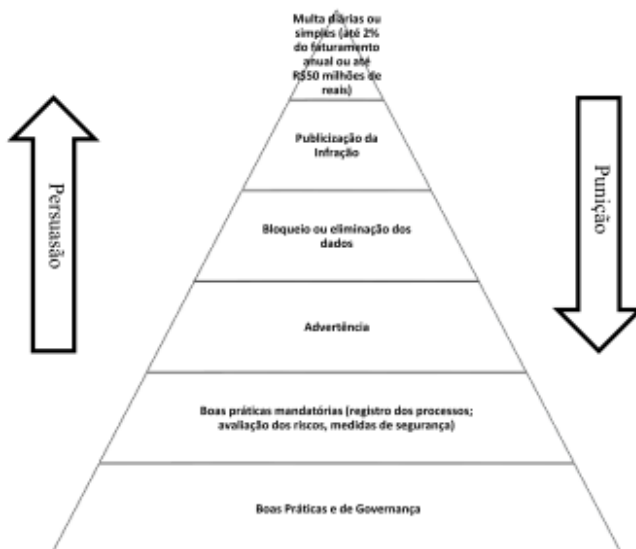 Multa diárias ou
simples (até 2%
do faturamento
anual ou até
R$50 milhões de
reais)
Persuasão
Punição
Publicização da
Infração
Bloqueio ou eliminação dos
dados
Advertência
Boas práticas mandatórias (registro dos processos;
avaliação dos riscos, medidas de segurança)
Boas Práticas e de Governança